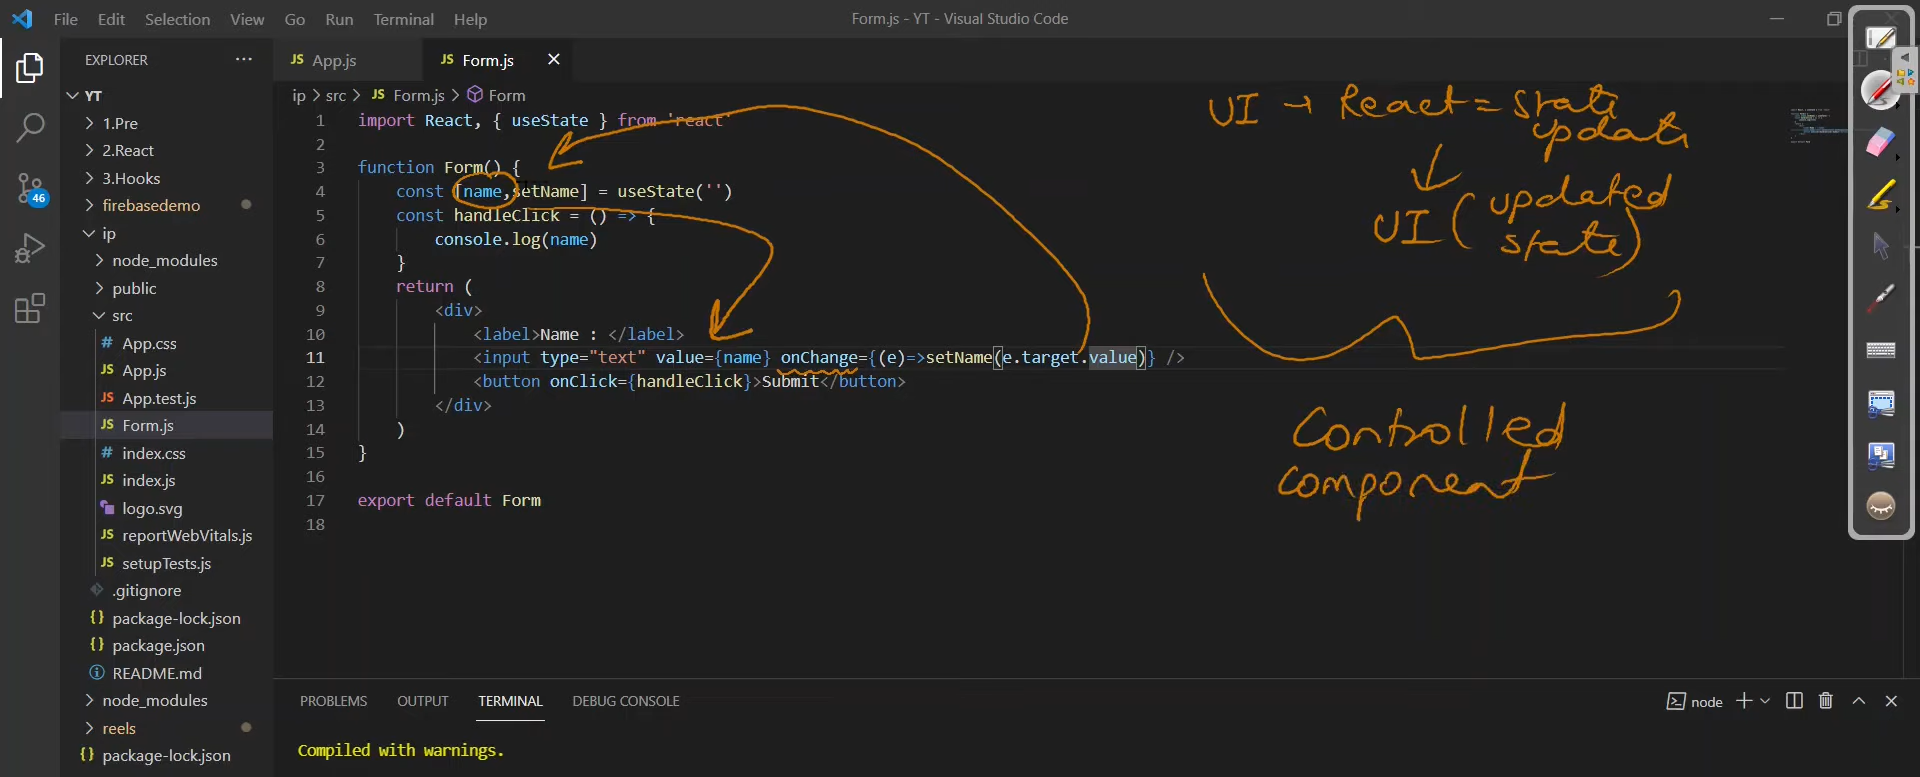 File Edit Selection View Go Run Terminal Help
Form.js - YT - Visual Studio Code
EXPLORER
JS App.js
JS Form.js
ip > src > JS Form.js > Form
YT
1.Pre
2.React
3.Hooks
firebasedemo
ip
node_modules
public
src
# App.css
JS App.js
JS App.test.js
JS Form.js
# index.css
JS index.js
logo.svg
JS reportWebVitals.js
JS setupTests.js
.gitignore
{} package-lock.json
{} package.json
README.md
node_modules
reels
{} package-lock.json
46
1 import React, { useState } from 'react'
2
3 function Form() {
4 const [name,setName] = useState('')
5 const handleClick = () => {
6 console.log(name)
7 }
8 return (
9 <div>
10 <label>Name : </label>
11 <input type="text" value={name} onChange={(e)=>setName(e.target.value)} />
12 <button onClick={handleClick}>Submit</button>
13 </div>
14 )
15 }
16
17 export default Form
18
UI → React = State
updat
UI (updated
state)
Controlled
component
PROBLEMS OUTPUT TERMINAL DEBUG CONSOLE
node
Compiled with warnings.